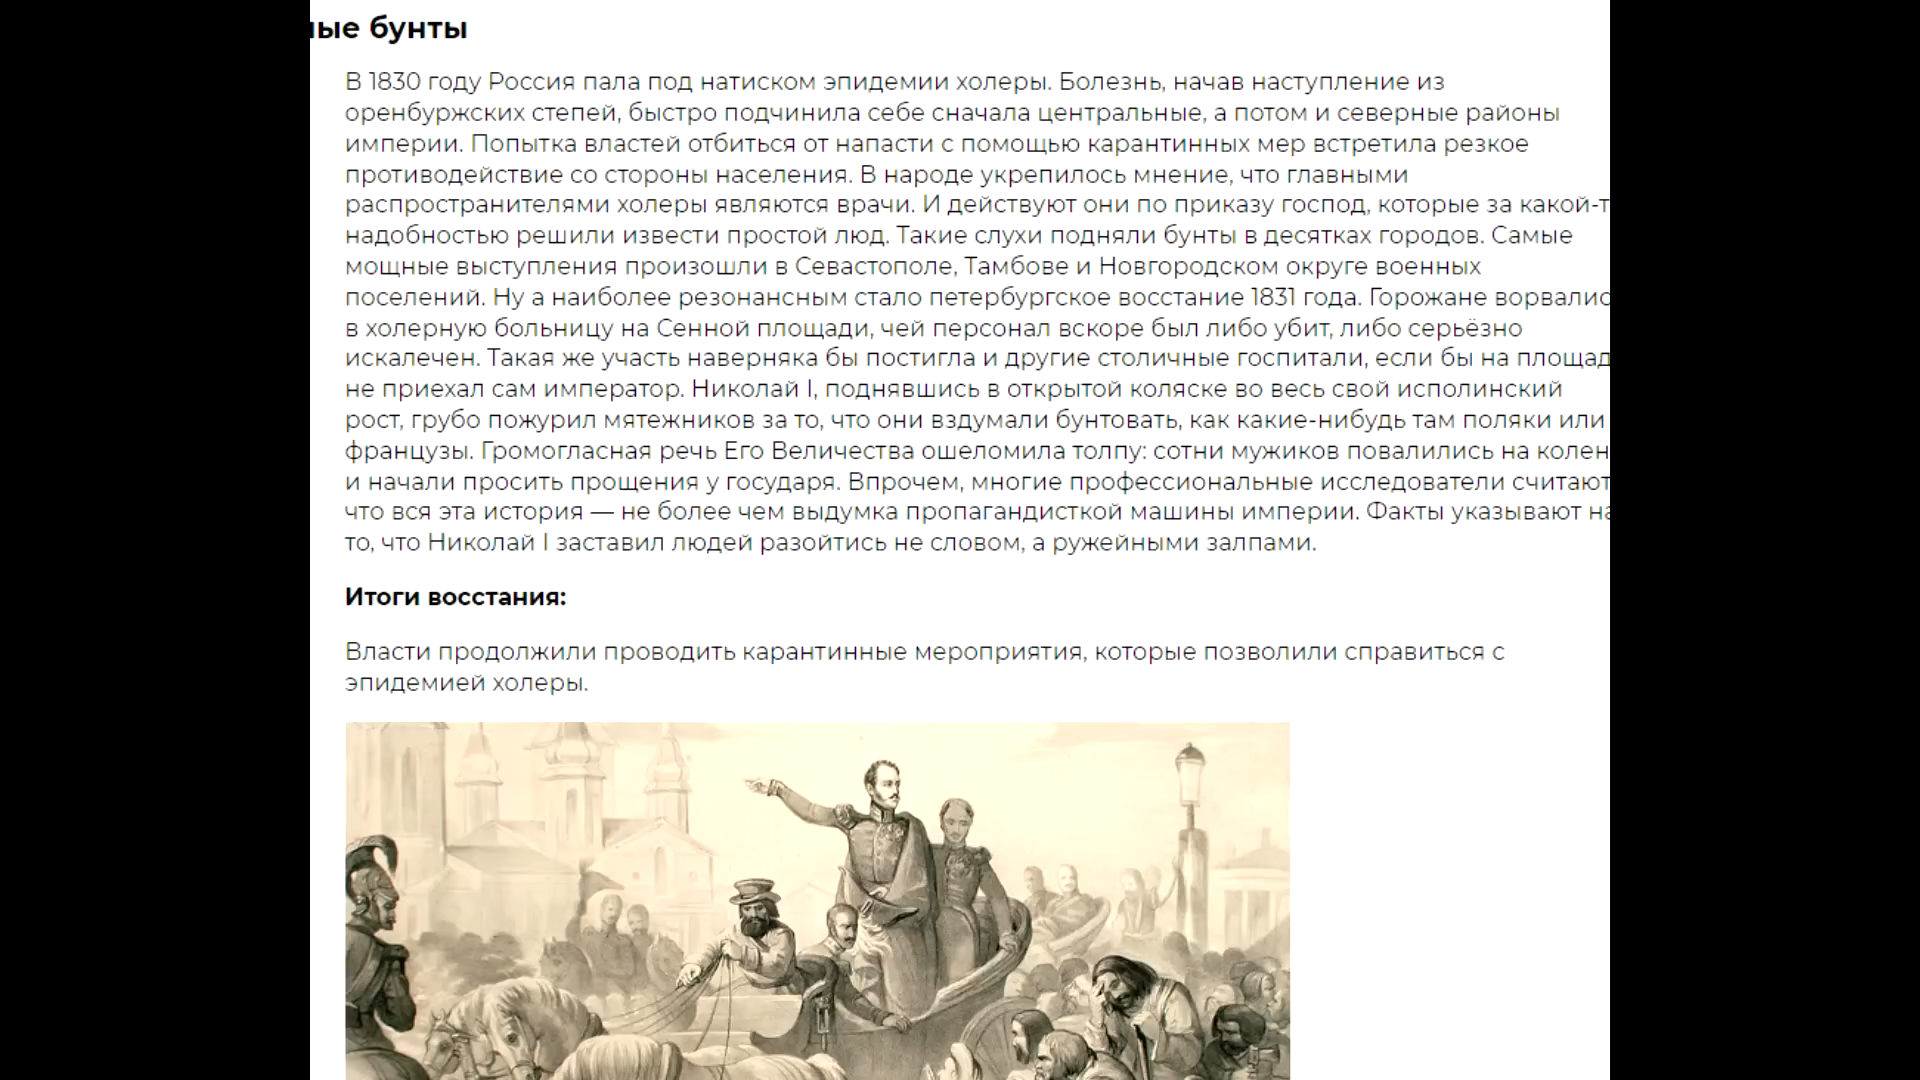 ные бунты
В 1830 году Россия пала под натиском эпидемии холеры. Болезнь, начав наступление из
оренбуржских степей, быстро подчинила себе сначала центральные, а потом и северные районы
империи. Попытка властей отбиться от напасти с помощью карантинных мер встретила резкое
противодействие со стороны населения. В народе укрепилось мнение, что главными
распространителями холеры являются врачи. И действуют они по приказу господ, которые за какой-т
надобностью решили извести простой люд. Такие слухи подняли бунты в десятках городов. Самые
мощные выступления произошли в Севастополе, Тамбове и Новгородском округе военных
поселений. Ну а наиболее резонансным стало петербургское восстание 1831 года. Горожане ворвалис
в холерную больницу на Сенной площади, чей персонал вскоре был либо убит, либо серьёзно
искалечен. Такая же участь наверняка бы постигла и другие столичные госпитали, если бы на площад
не приехал сам император. Николай I, поднявшись в открытой коляске во весь свой исполинский
рост, грубо пожурил мятежников за то, что они вздумали бунтовать, как какие-нибудь там поляки или
французы. Громогласная речь Его Величества ошеломила толпу: сотни мужиков повалились на колен
и начали просить прощения у государя. Впрочем, многие профессиональные исследователи считают
что вся эта история — не более чем выдумка пропагандисткой машины империи. Факты указывают на
то, что Николай I заставил людей разойтись не словом, а ружейными залпами.
Итоги восстания:
Власти продолжили проводить карантинные мероприятия, которые позволили справиться с
эпидемией холеры.